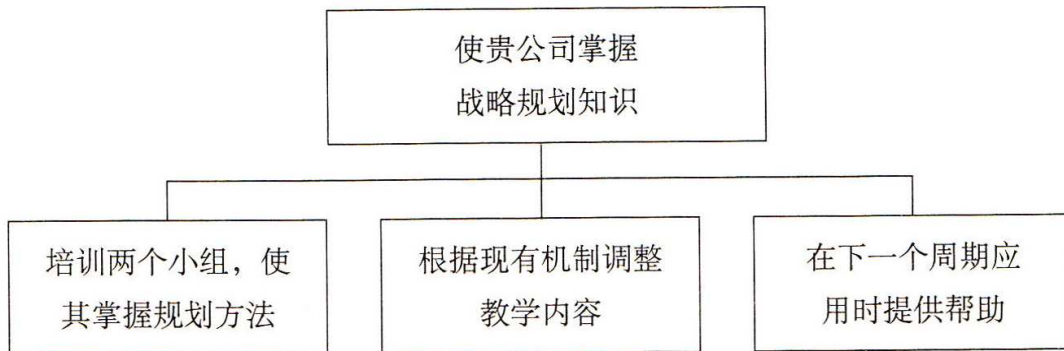 使贵公司掌握
战略规划知识
培训两个小组，使
其掌握规划方法
根据现有机制调整
教学内容
在下一个周期应
用时提供帮助